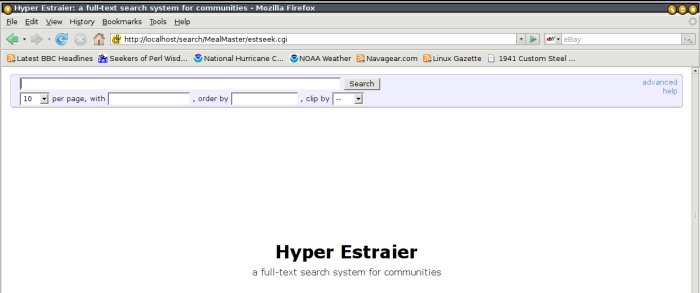 Hyper Estraier: a full-text search system for communities - Mozilla Firefox
File Edit View History Bookmarks Tools Help
http://localhost/search/MealMaster/estseek.cgi eBay
Latest BBC Headlines Seekers of Perl Wisd... National Hurricane C... NOAA Weather Navagear.com Linux Gazette 1941 Custom Steel ...
Search advanced
help
10 per page, with , order by , clip by --
Hyper Estraier
a full-text search system for communities